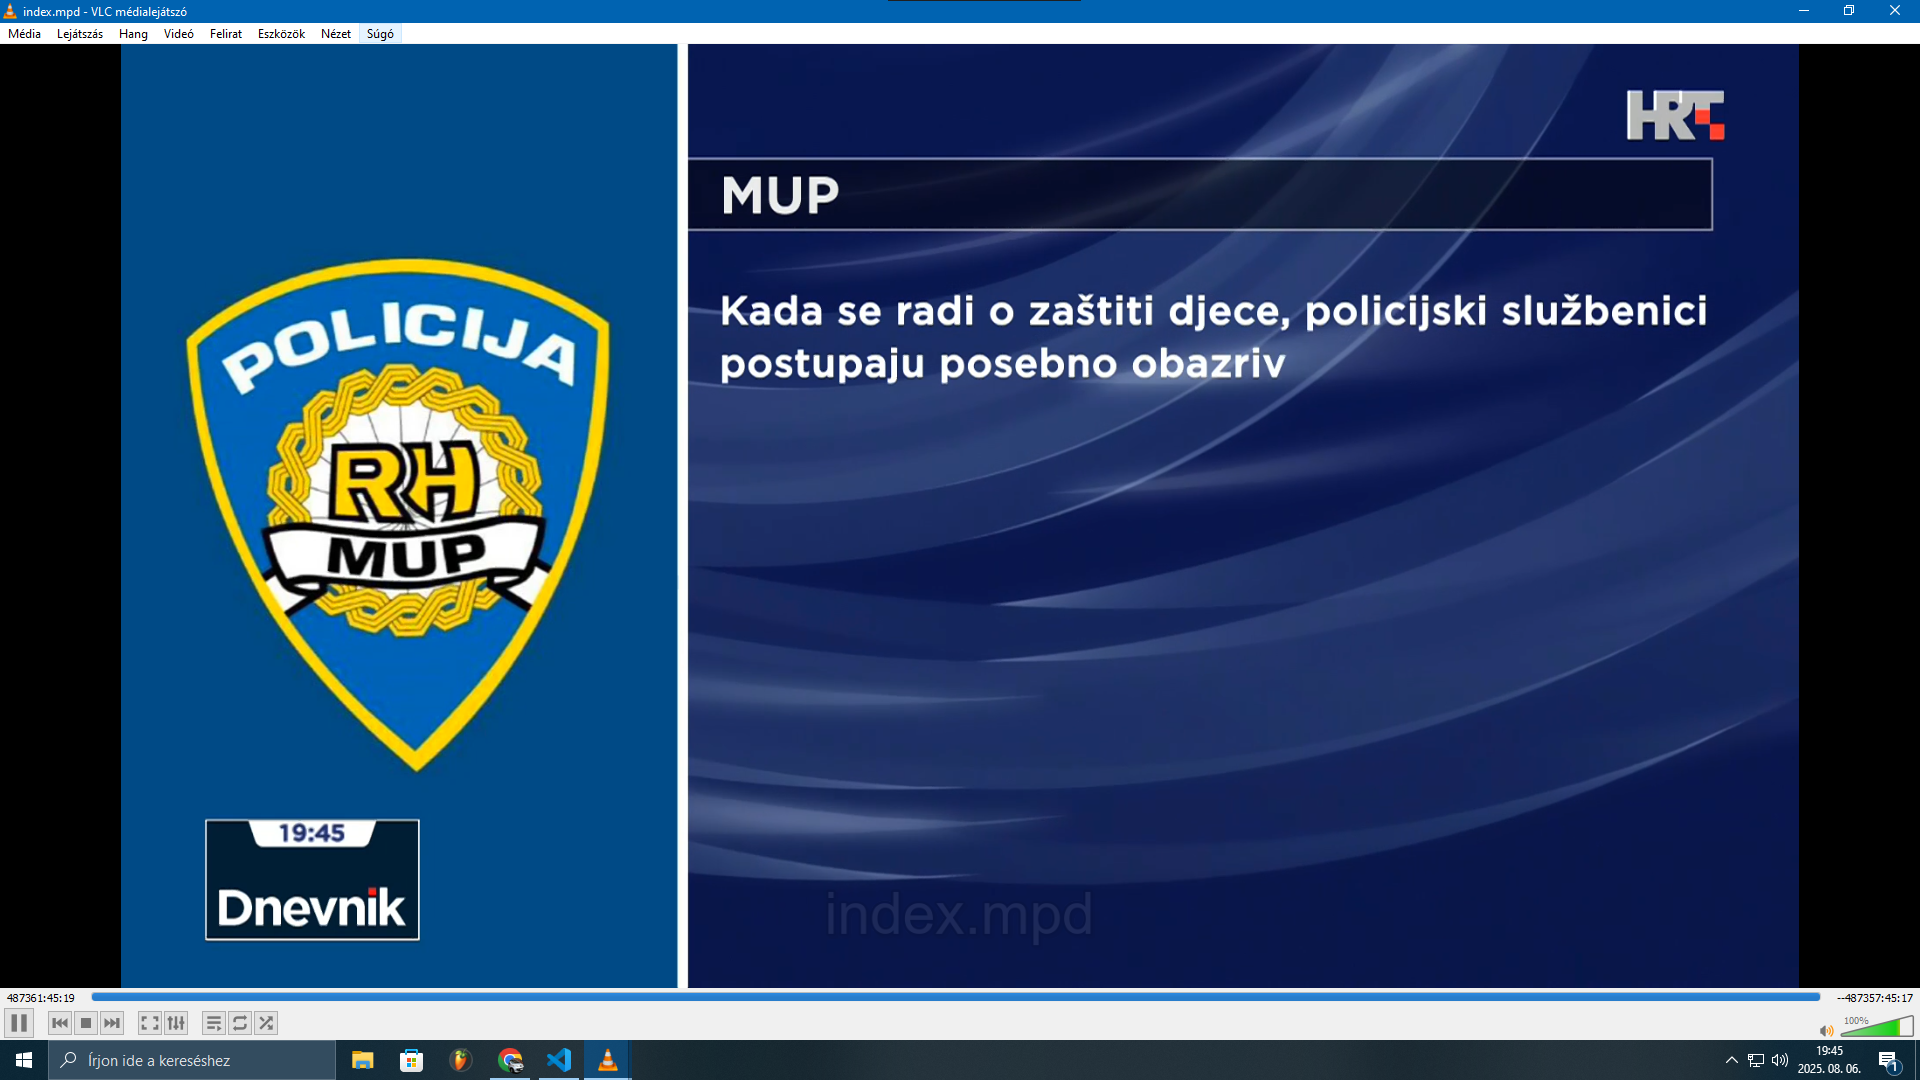 index.mpd - VLC médialejátszó
Média Lejátszás Hang Videó Felirat Eszközök Nézet Súgó
HRT
MUP
Kada se radi o zaštiti djece, policijski službenici
postupaju posebno obazriv
POLICIJA
RH
MUP
19:45
Dnevnik
index.mpd
487361:45:19
--487357:45:17
100%
Írjon ide a kereséshez
19:45
2025. 08. 06.
1